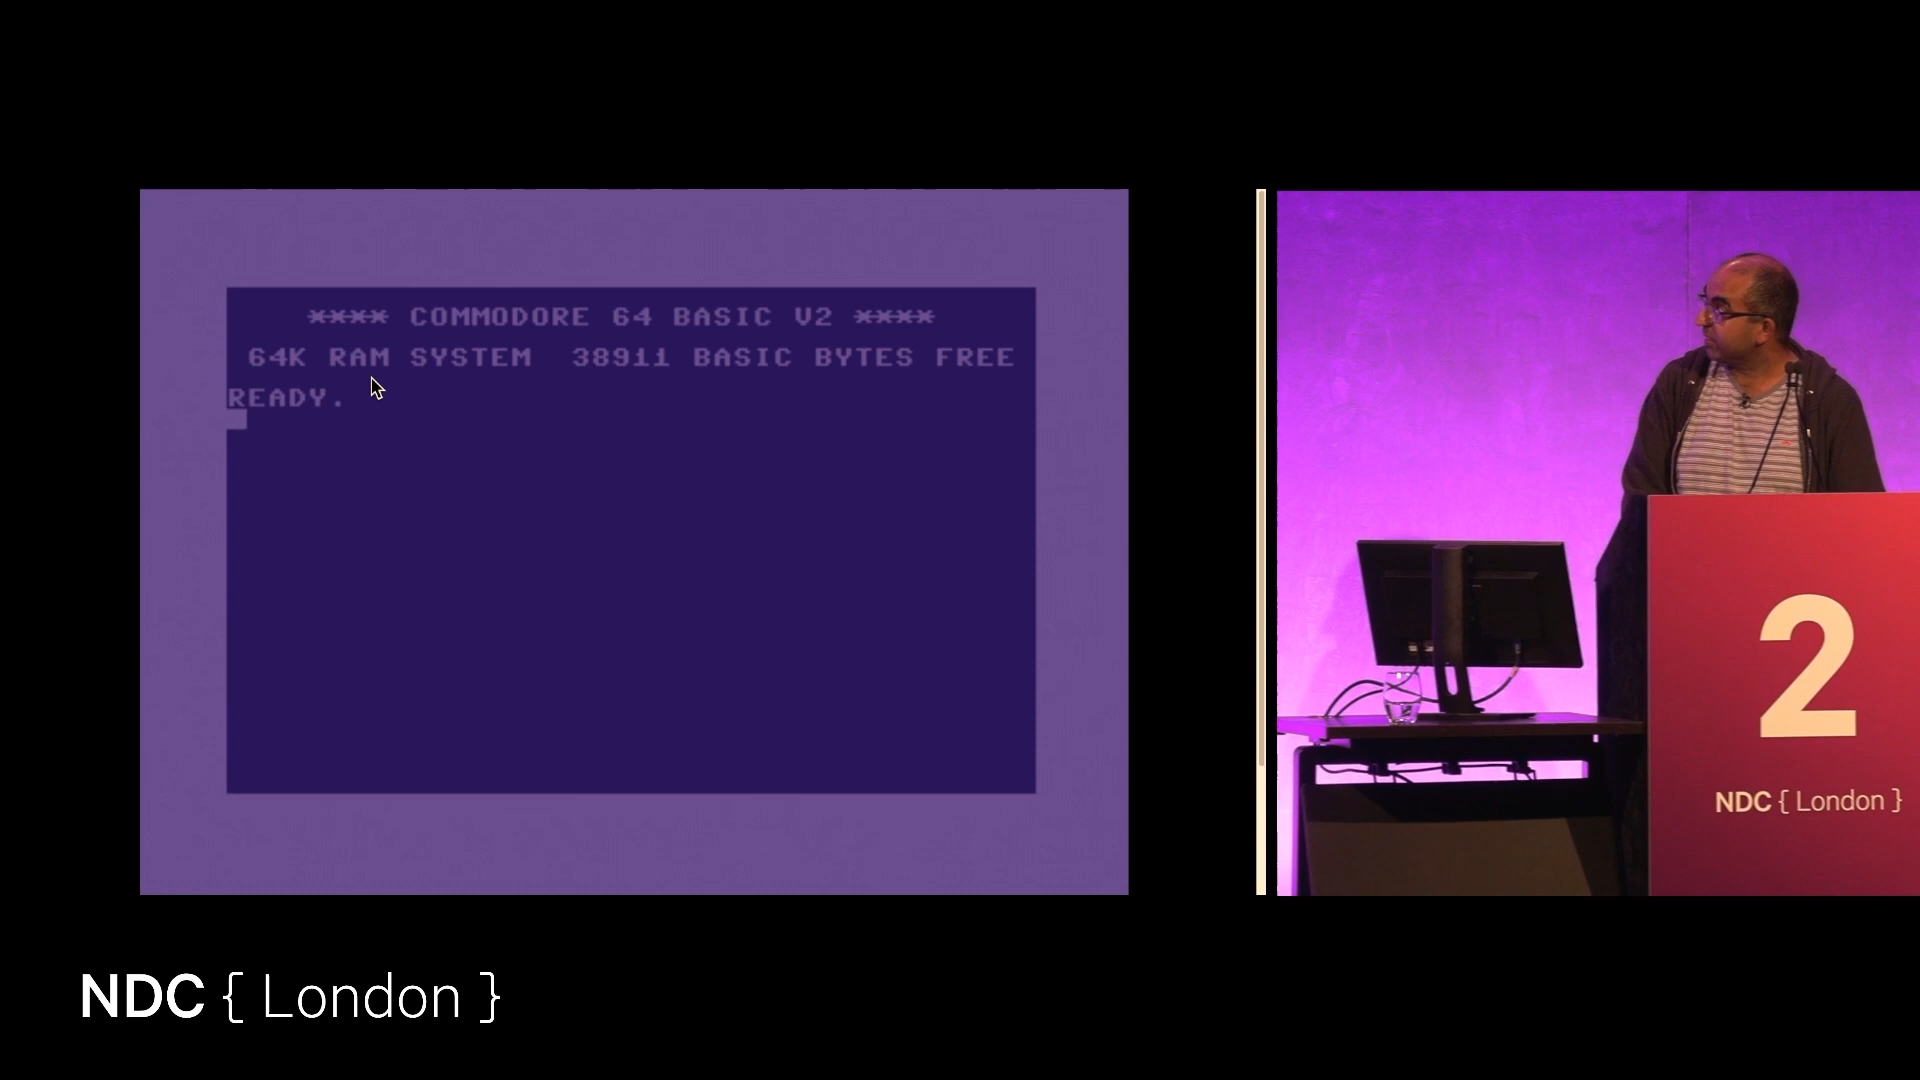 **** COMMODORE 64 BASIC V2 ****
64K RAM SYSTEM  38911 BASIC BYTES FREE
READY.
2
NDC { London }
NDC { London }